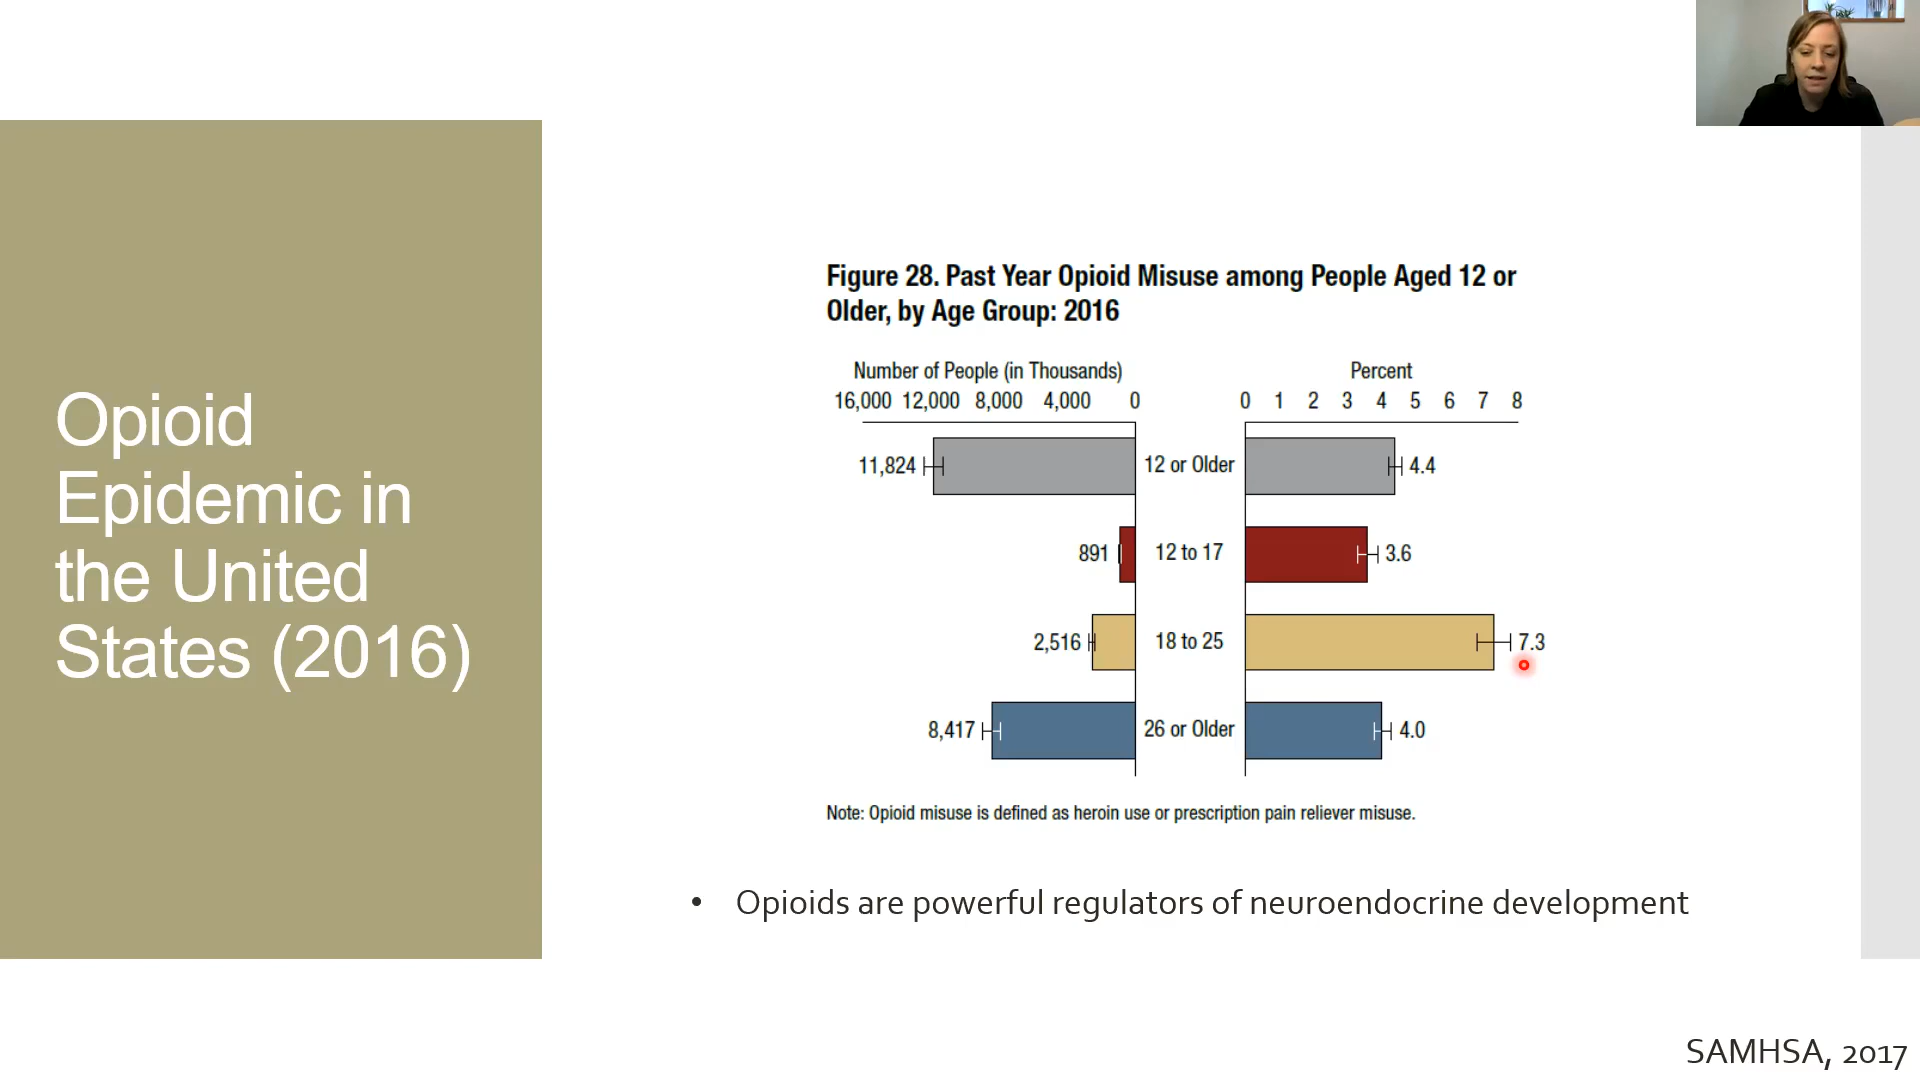 Opioid
Epidemic in
the United
States (2016)
Figure 28. Past Year Opioid Misuse among People Aged 12 or
Older, by Age Group: 2016
Number of People (in Thousands) Percent
16,000 12,000 8,000 4,000 0 0 1 2 3 4 5 6 7 8
11,824 12 or Older 4.4
891 12 to 17 3.6
2,516 18 to 25 7.3
8,417 26 or Older 4.0
Note: Opioid misuse is defined as heroin use or prescription pain reliever misuse.
• Opioids are powerful regulators of neuroendocrine development
SAMHSA, 2017